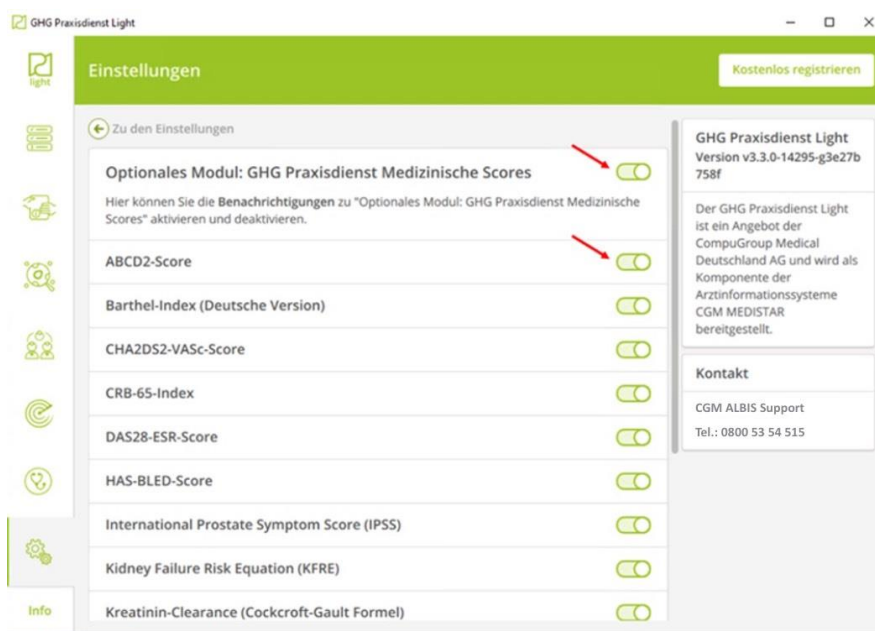 GHG Praxisdienst Light
light
Einstellungen
Kostenlos registrieren
Zu den Einstellungen
Optionales Modul: GHG Praxisdienst Medizinische Scores
Hier können Sie die Benachrichtigungen zu "Optionales Modul: GHG Praxisdienst Medizinische
Scores" aktivieren und deaktivieren.
ABCD2-Score
Barthel-Index (Deutsche Version)
CHA2DS2-VASc-Score
CRB-65-Index
DAS28-ESR-Score
HAS-BLED-Score
International Prostate Symptom Score (IPSS)
Kidney Failure Risk Equation (KFRE)
Kreatinin-Clearance (Cockcroft-Gault Formel)
GHG Praxisdienst Light
Version v3.3.0-14295-g3e27b
758f
Der GHG Praxisdienst Light
ist ein Angebot der
CompuGroup Medical
Deutschland AG und wird als
Komponente der
Arztinformationssysteme
CGM MEDISTAR
bereitgestellt.
Kontakt
CGM ALBIS Support
Tel.: 0800 53 54 515
Info